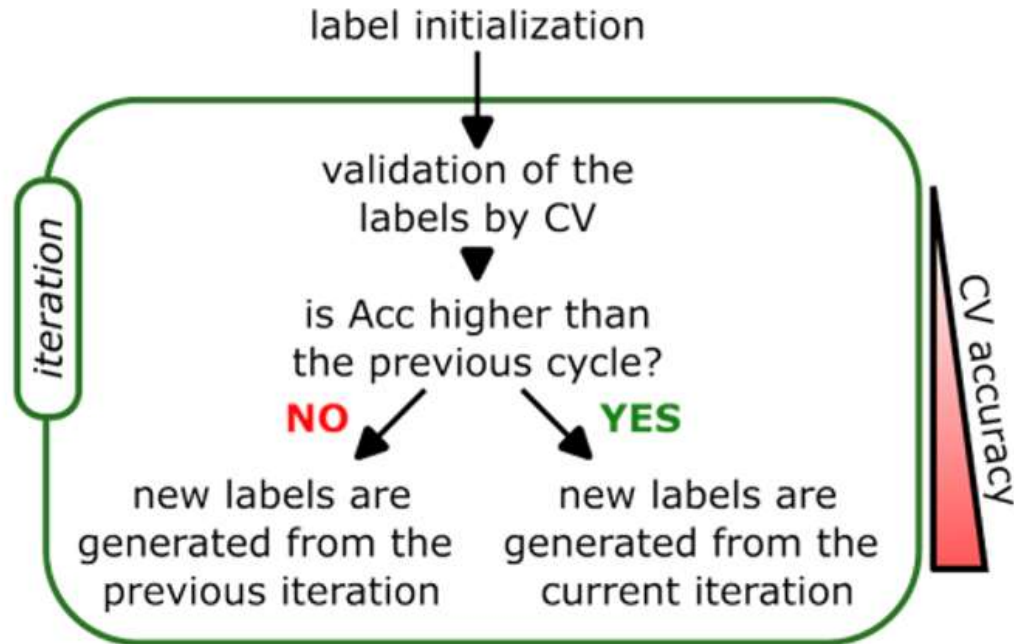 label initialization
validation of the
labels by CV
iteration
is Acc higher than
the previous cycle?
CV accuracy
NO
YES
new labels are
generated from the
previous iteration
new labels are
generated from the
current iteration